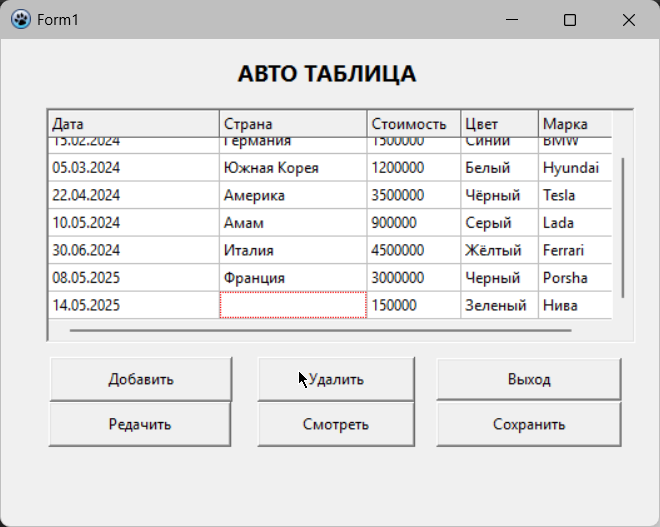 Form1
АВТО ТАБЛИЦА
Дата Страна Стоимость Цвет Марка
15.02.2024 Германия 1500000 Синий BMW
05.03.2024 Южная Корея 1200000 Белый Hyundai
22.04.2024 Америка 3500000 Чёрный Tesla
10.05.2024 Амам 900000 Серый Lada
30.06.2024 Италия 4500000 Жёлтый Ferrari
08.05.2025 Франция 3000000 Черный Porsha
14.05.2025 150000 Зеленый Нива
Добавить Удалить Выход
Редачить Смотреть Сохранить